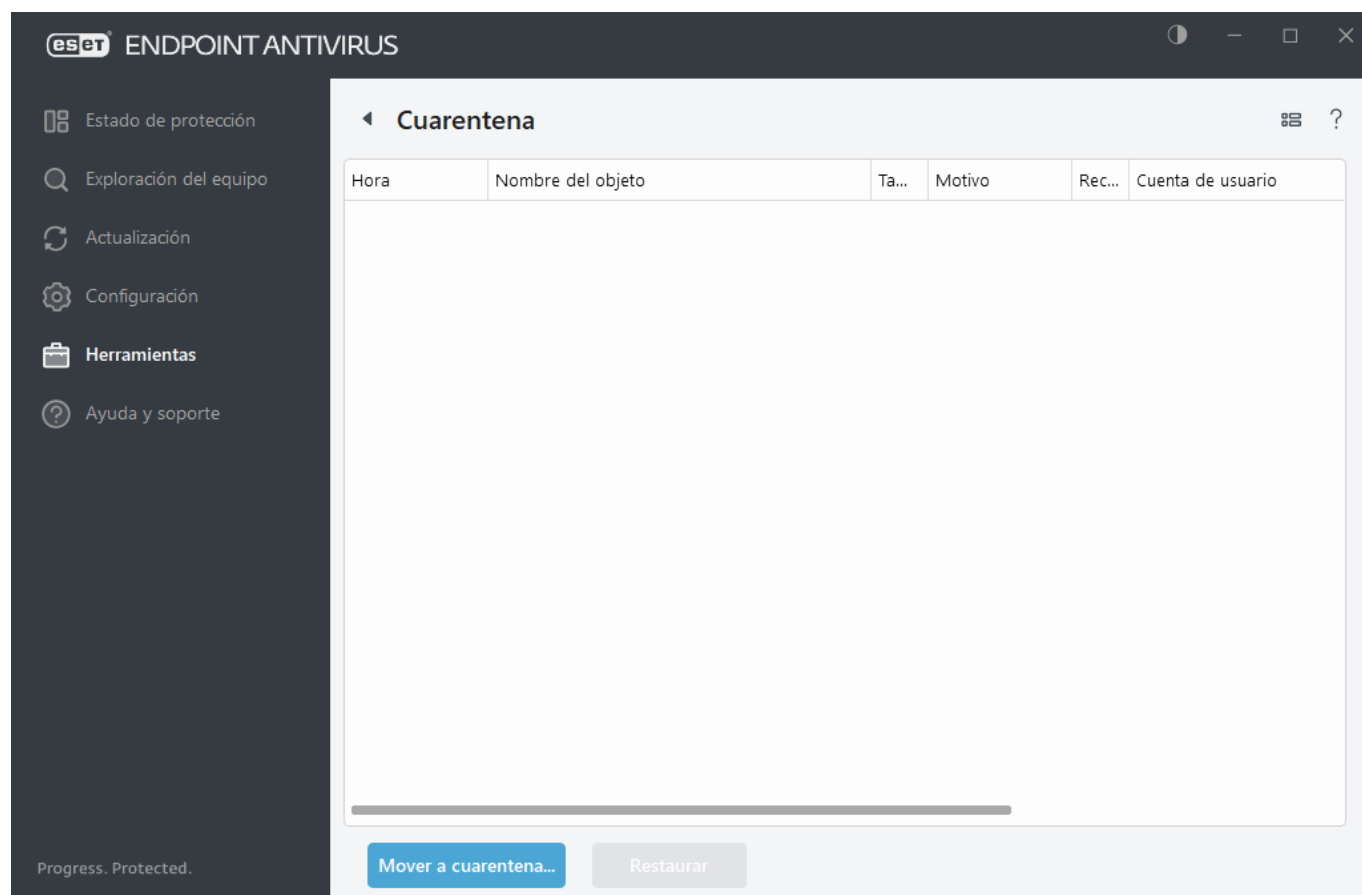 eset ENDPOINT ANTIVIRUS
Estado de protección
Exploración del equipo
Actualización
Configuración
Herramientas
Ayuda y soporte
Progress. Protected.
Cuarentena
?
Hora Nombre del objeto Ta... Motivo Rec... Cuenta de usuario
Mover a cuarentena... Restaurar